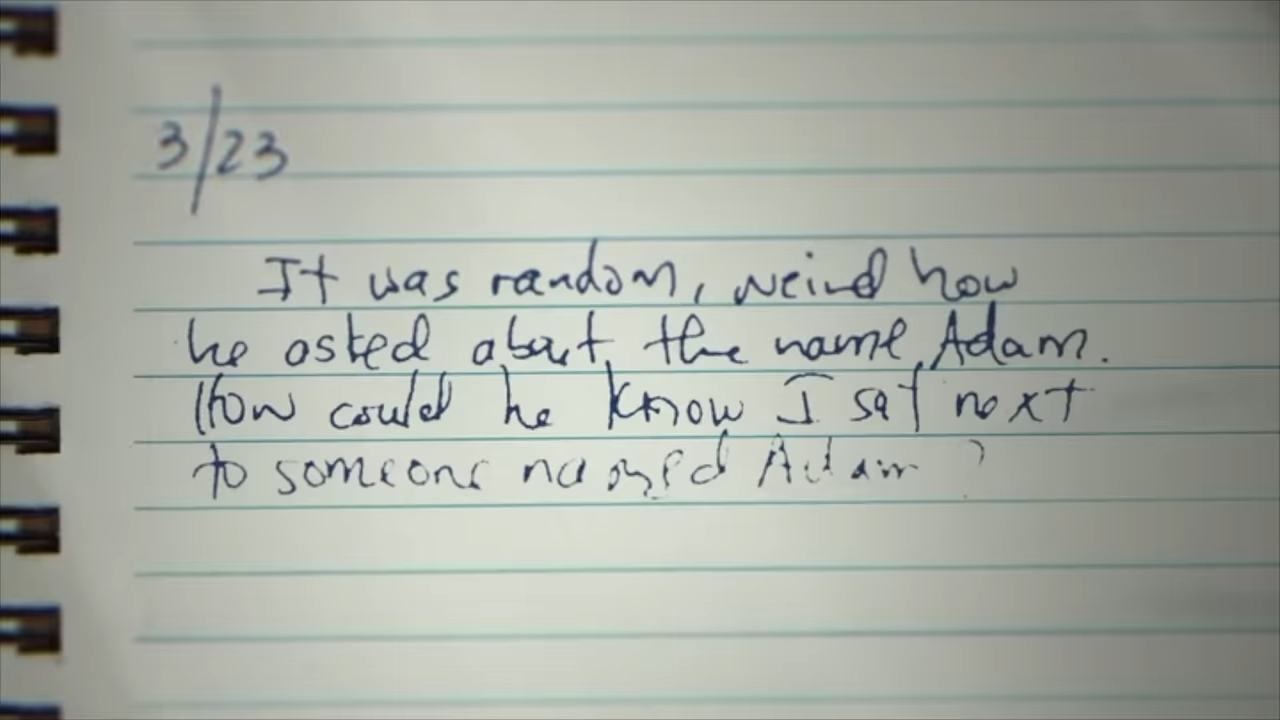 3/23
It was random, weird how
he asked about the name Adam.
How could he know I sat next
to someone named Adam?